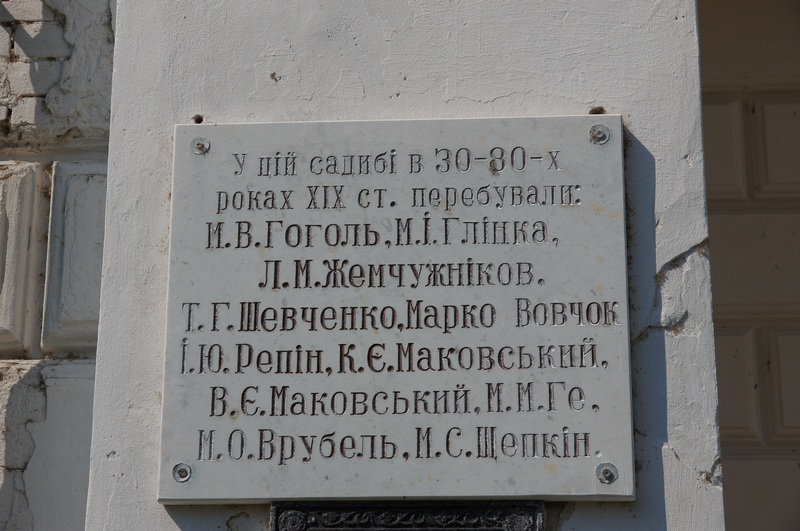 У цій садибі в 30-80-х
роках XIX ст. перебували:
М.В.Гоголь, М.І.Глінка,
Л.М.Жемчужніков,
Т.Г.Шевченко, Марко Вовчок
І.Ю.Репін, К.Є.Маковський,
В.Є.Маковський, М.М.Ге,
М.О.Врубель, М.С.Щепкін.